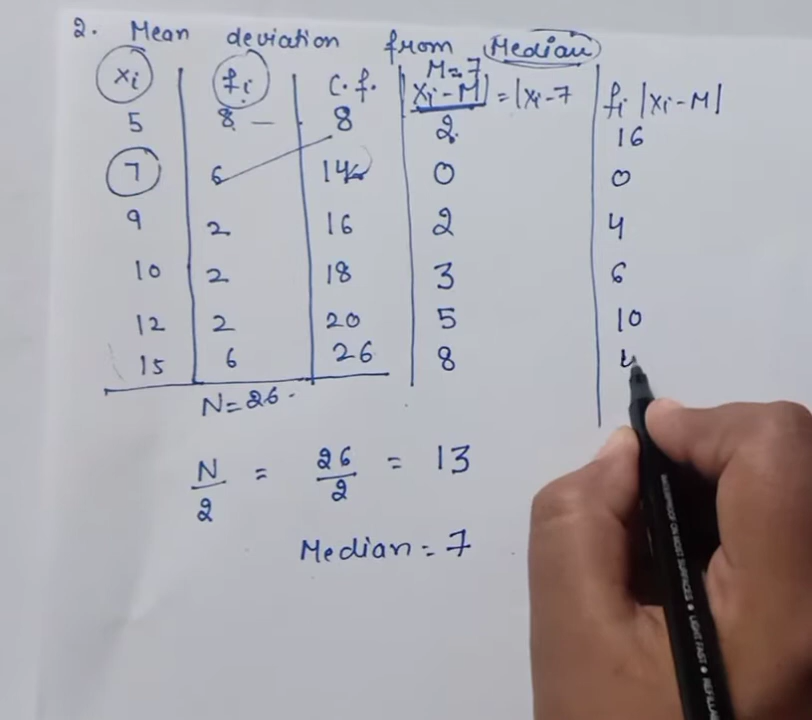 2. Mean deviation from Median
M=7
xi fi c.f. |xi-M| = |xi-7 fi |xi-M|
5 8 8 2 16
7 6 14 0 0
9 2 16 2 4
10 2 18 3 6
12 2 20 5 10
15 6 26 8
N=26
N/2 = 26/2 = 13
Median = 7